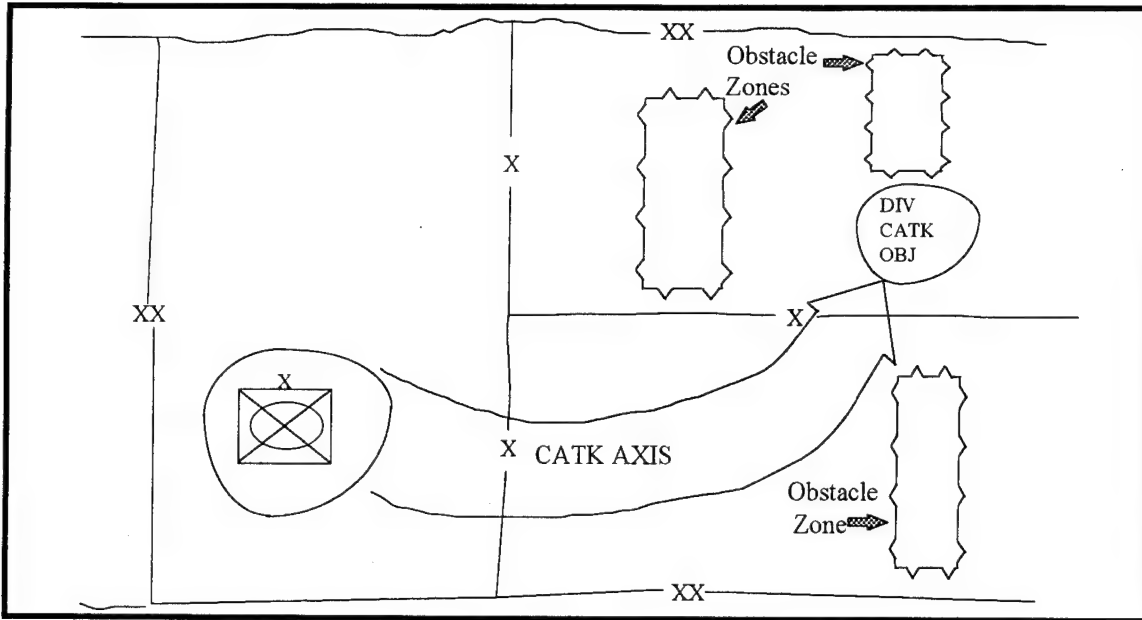 XX
Obstacle
Zones
X
DIV
CATK
OBJ
XX
X
X
X CATK AXIS
Obstacle
Zone
XX